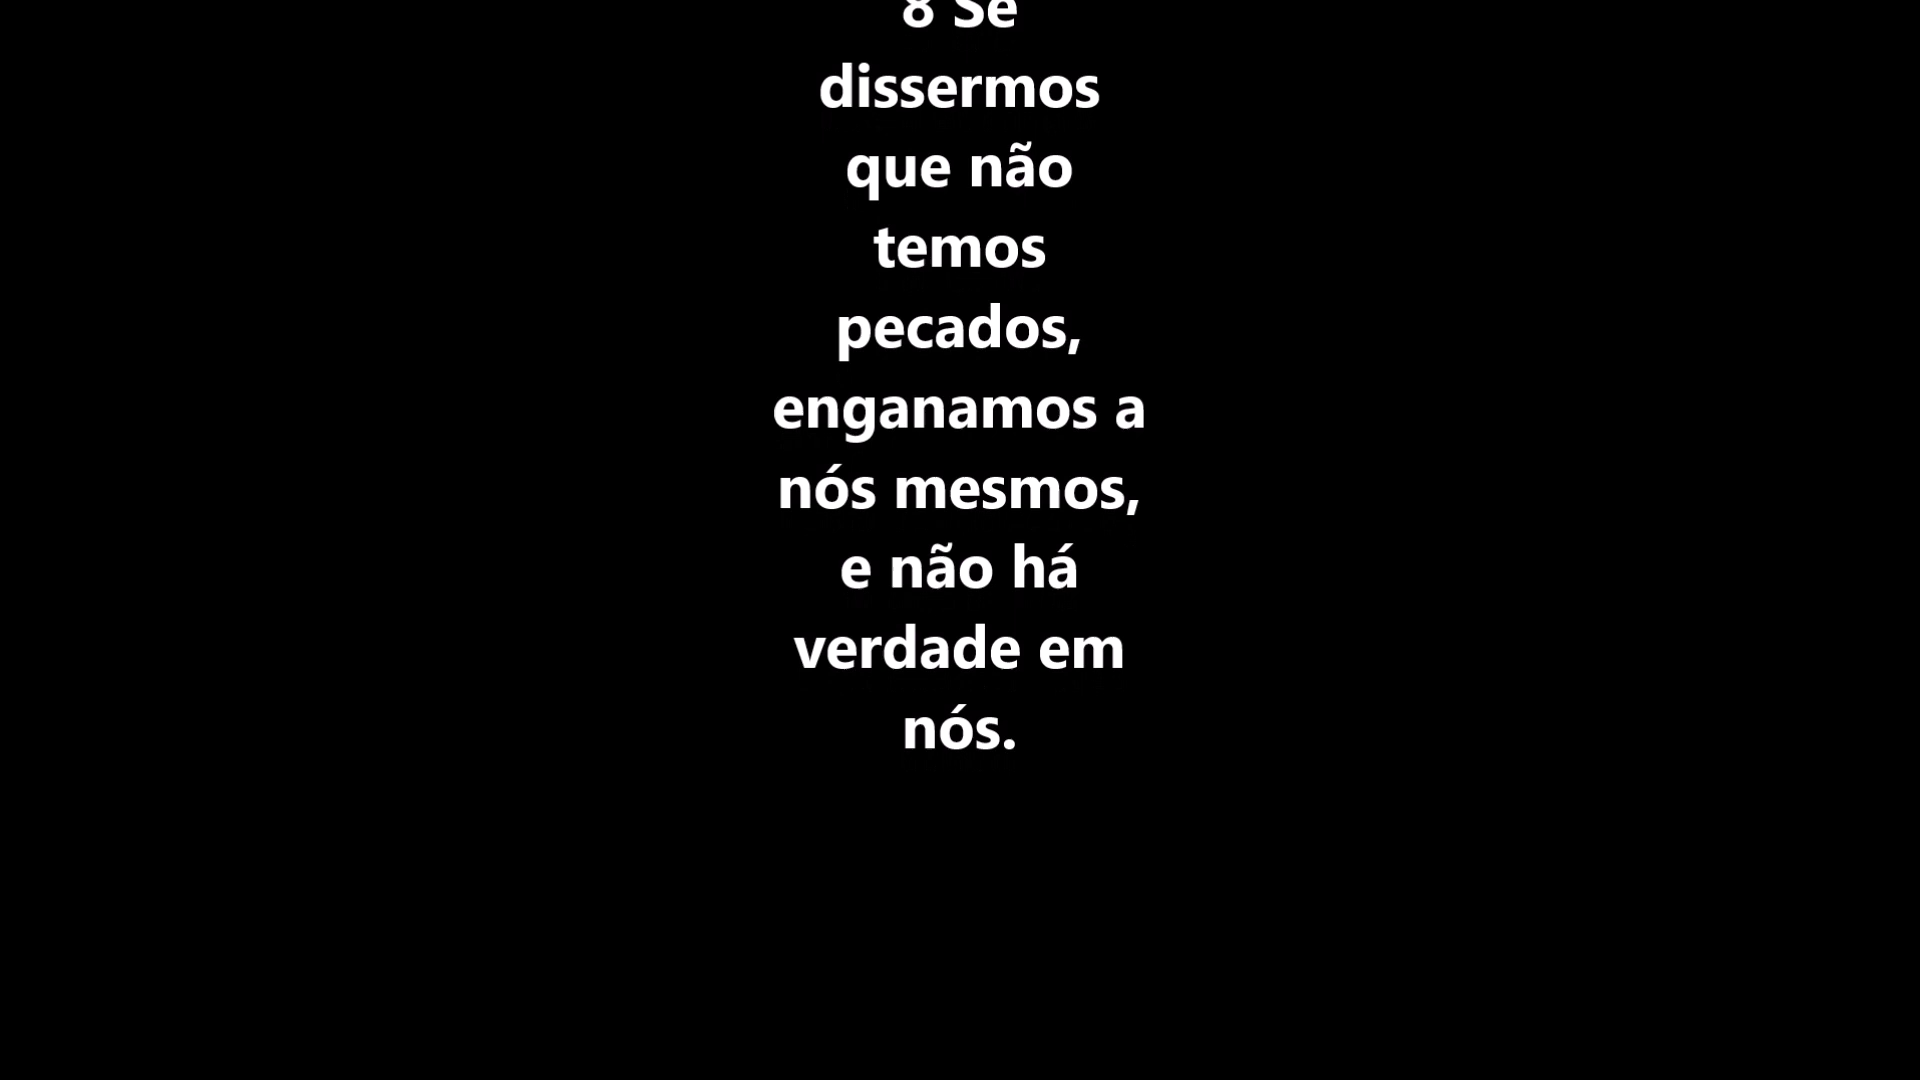 8 Se
dissermos
que não
temos
pecados,
enganamos a
nós mesmos,
e não há
verdade em
nós.